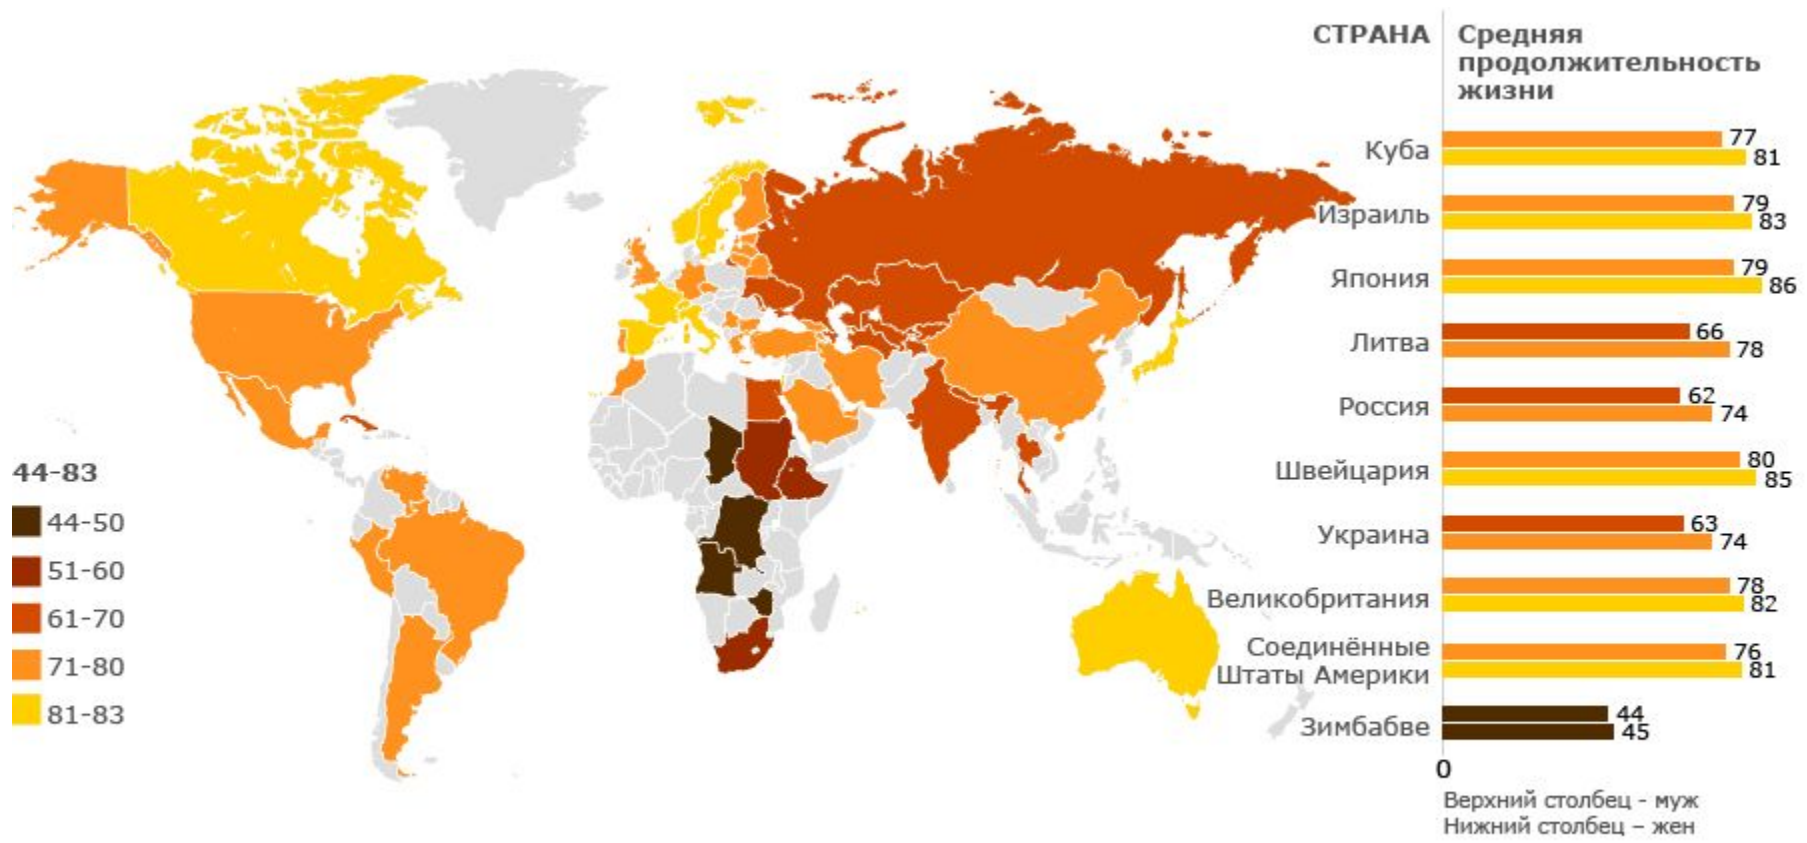 СТРАНА
Средняя
продолжительность
жизни
Куба
77
81
Израиль
79
83
Япония
79
86
Литва
66
78
Россия
62
74
Швейцария
80
85
Украина
63
74
Великобритания
78
82
Соединённые
Штаты Америки
76
81
Зимбабве
44
45
0
Верхний столбец - муж
Нижний столбец – жен
44-83
44-50
51-60
61-70
71-80
81-83